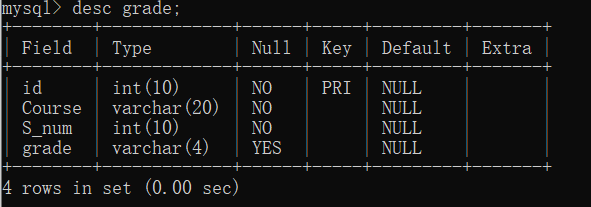 mysql> desc grade;
+--------+-------------+------+-----+---------+-------+
| Field | Type | Null | Key | Default | Extra |
+--------+-------------+------+-----+---------+-------+
| id | int(10) | NO | PRI | NULL | |
| Course | varchar(20) | NO | | NULL | |
| S_num | int(10) | NO | | NULL | |
| grade | varchar(4) | YES | | NULL | |
+--------+-------------+------+-----+---------+-------+
4 rows in set (0.00 sec)